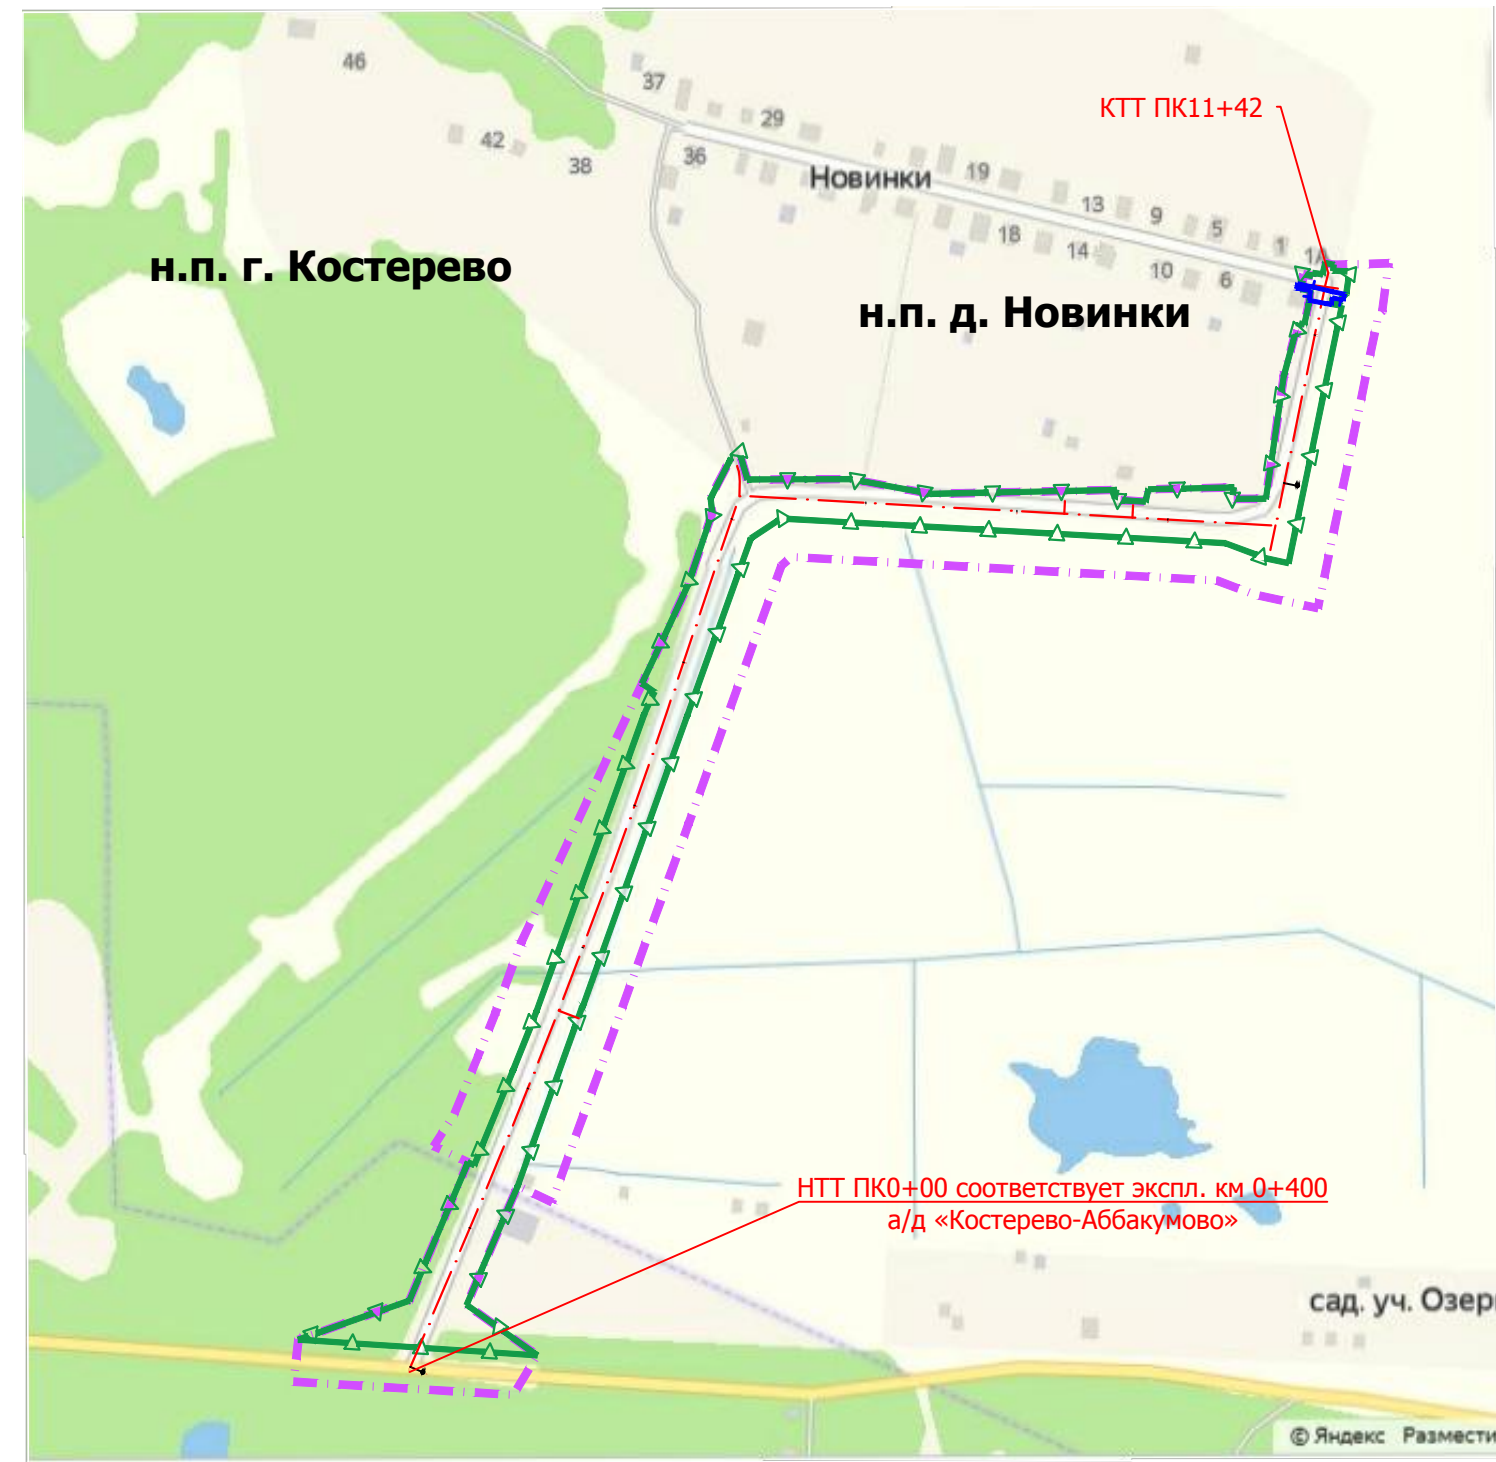 46
37
КТТ ПК11+42
29
42
38
36
Новинки
19
13
9
5
1
1А
18
14
10
6
н.п. г. Костерево
н.п. д. Новинки
НТТ ПК0+00 соответствует экспл. км 0+400
а/д «Костерево-Аббакумово»
сад. уч. Озер
© Яндекс Размести